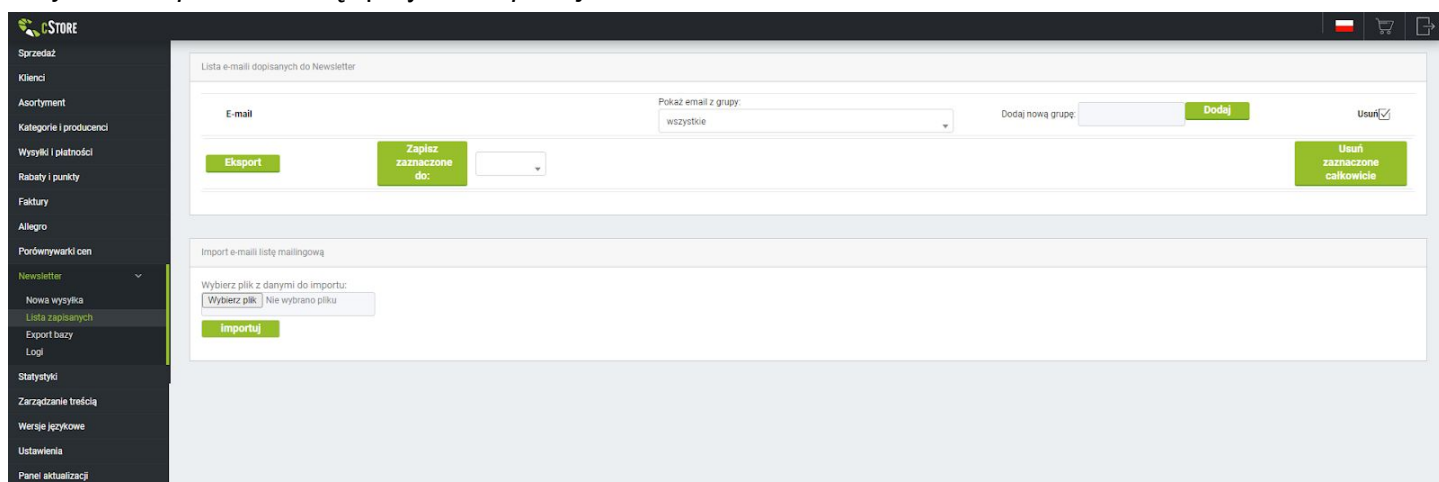 cSTORE
Sprzedaż
Klienci
Asortyment
Kategorie i producenci
Wysyłki i płatności
Rabaty i punkty
Faktury
Allegro
Porównywarki cen
Newsletter
Nowa wysyłka
Lista zapisanych
Export bazy
Logi
Statystyki
Zarządzanie treścią
Wersje językowe
Ustawienia
Panel aktualizacji
Lista e-maili dopisanych do Newsletter
E-mail
Pokaż email z grupy:
wszystkie
Dodaj nową grupę:
Dodaj
Usuń
Eksport
Zapisz
zaznaczone
do:
Usuń
zaznaczone
całkowicie
Import e-maili listę mailingową
Wybierz plik z danymi do importu:
Wybierz plik Nie wybrano pliku
importuj